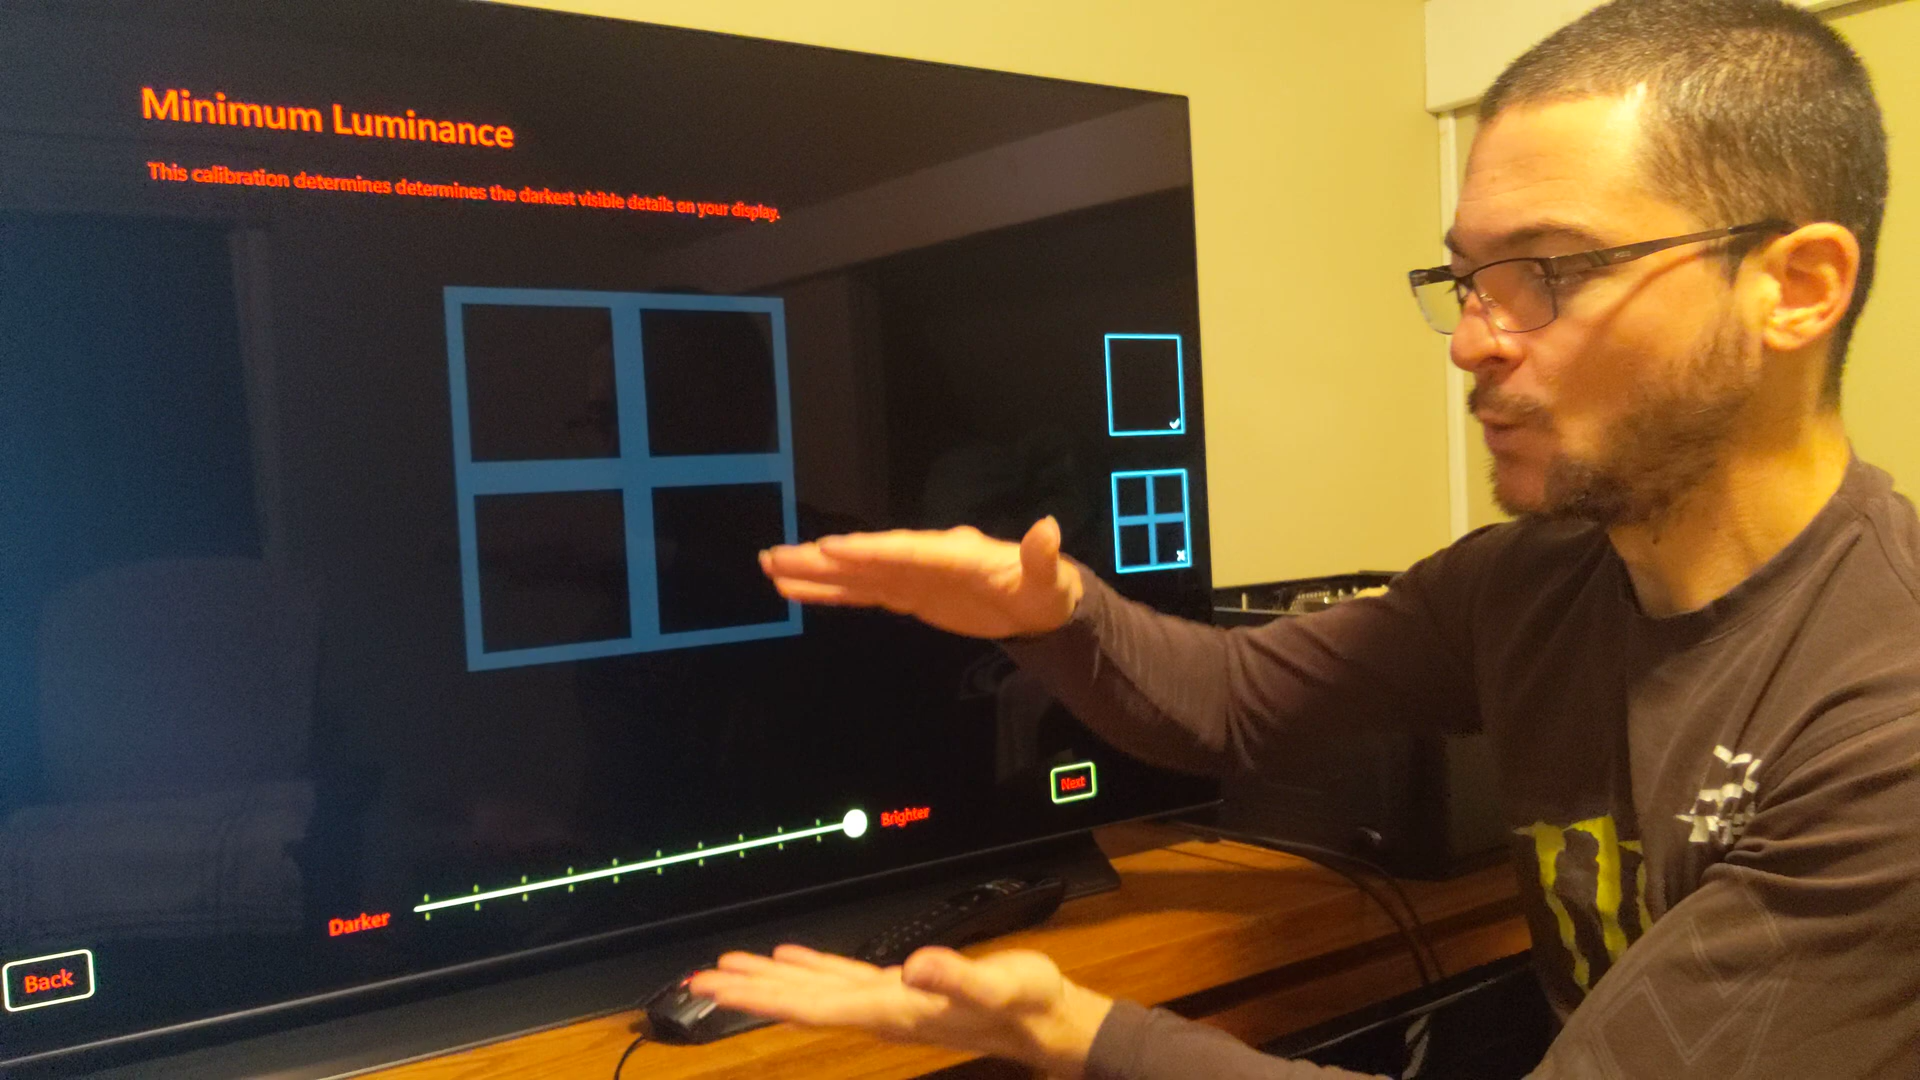 Minimum Luminance
This calibration determines determines the darkest visible details on your display.
Next
Brighter
Darker
Back